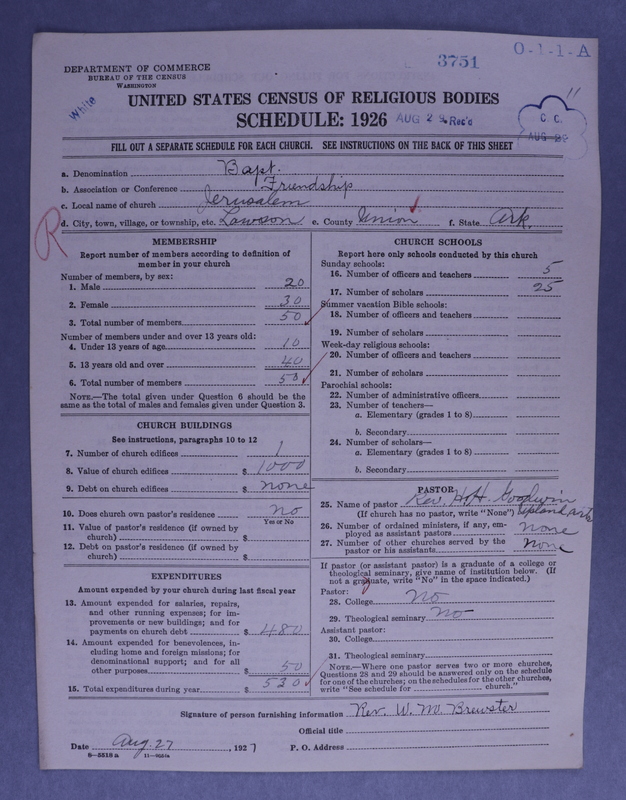 3751
O-1-1-A
DEPARTMENT OF COMMERCE
BUREAU OF THE CENSUS
WASHINGTON
White
11
UNITED STATES CENSUS OF RELIGIOUS BODIES
SCHEDULE: 1926 AUG 29 Rec'd
C. C.
AUG 29
FILL OUT A SEPARATE SCHEDULE FOR EACH CHURCH. SEE INSTRUCTIONS ON THE BACK OF THIS SHEET
a. Denomination Bapt.
b. Association or Conference Friendship
c. Local name of church Jerusalem
d. City, town, village, or township, etc. Lawson e. County Union f. State Ark.
R
MEMBERSHIP
Report number of members according to definition of
member in your church
Number of members, by sex:
1. Male 20
2. Female 30
3. Total number of members 50
Number of members under and over 13 years old:
4. Under 13 years of age 10
5. 13 years old and over 40
6. Total number of members 50
NOTE.—The total given under Question 6 should be
same as the total of males and females given under Question 3.
CHURCH BUILDINGS
See instructions, paragraphs 10 to 12
7. Number of church edifices 1
8. Value of church edifices $ 1000
9. Debt on church edifices $ none
10. Does church own pastor's residence no
Yes or No
11. Value of pastor's residence (if owned by
church) $
12. Debt on pastor's residence (if owned by
church) $
EXPENDITURES
Amount expended by your church during last fiscal year
13. Amount expended for salaries, repairs,
and other running expenses; for im-
provements or new buildings; and for
payments on church debt $ 480
14. Amount expended for benevolences, in-
cluding home and foreign missions; for
denominational support; and for all
other purposes $ 50
15. Total expenditures during year $ 530
CHURCH SCHOOLS
Report here only schools conducted by this church
Sunday schools:
16. Number of officers and teachers 5
17. Number of scholars 25
Summer vacation Bible schools:
18. Number of officers and teachers
19. Number of scholars
Week-day religious schools:
20. Number of officers and teachers
21. Number of scholars
Parochial schools:
22. Number of administrative officers
23. Number of teachers—
a. Elementary (grades 1 to 8)
b. Secondary
24. Number of scholars—
a. Elementary (grades 1 to 8)
b. Secondary
PASTOR
25. Name of pastor Rev. H. H. Goodwin
(If church has no pastor, write "None") Upland ark
26. Number of ordained ministers, if any, em-
ployed as assistant pastors none
27. Number of other churches served by the
pastor or his assistants none
If pastor (or assistant pastor) is a graduate of a college or
theological seminary, give name of institution below. (If
not a graduate, write "No" in the space indicated.)
Pastor:
28. College No
29. Theological seminary No
Assistant pastor:
30. College
31. Theological seminary
NOTE.—Where one pastor serves two or more churches,
Questions 28 and 29 should be answered only on the schedule
for one of the churches; on the schedules for the other churches,
write "See schedule for church."
Signature of person furnishing information Rev. W. M. Brewster
Official title
Date Aug. 27, 1927 P. O. Address
8—5518 a